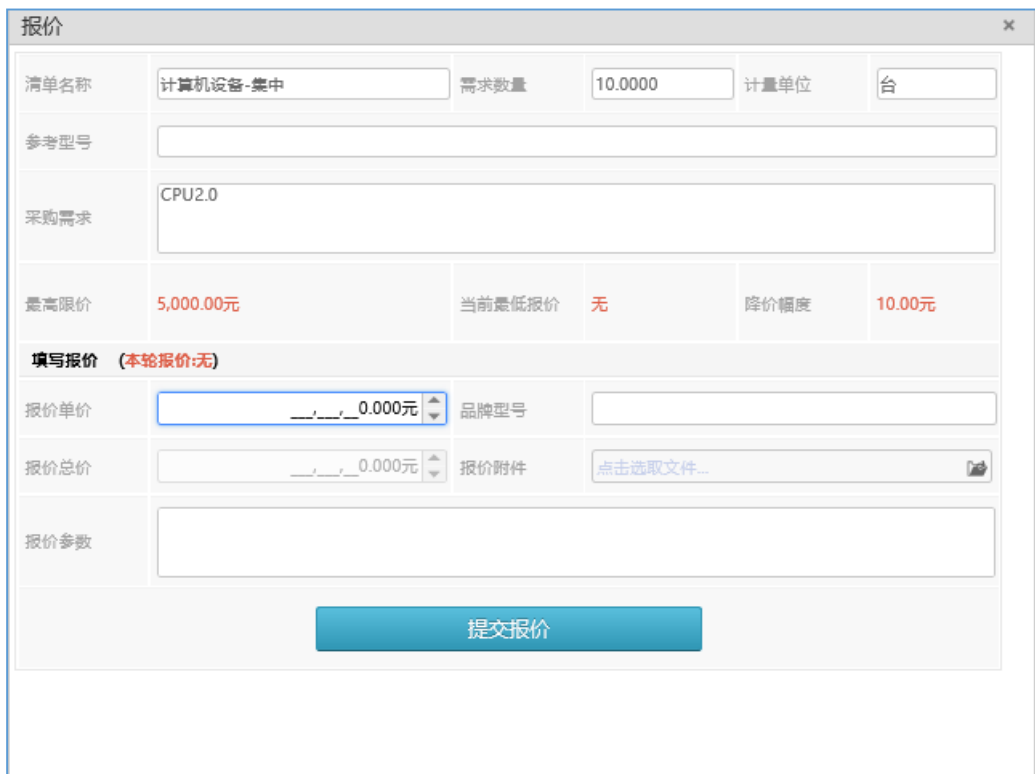 报价 ×
清单名称 计算机设备-集中 需求数量 10.0000 计量单位 台
参考型号
采购需求 CPU2.0
最高限价 5,000.00元 当前最低报价 无 降价幅度 10.00元
填写报价 (本轮报价:无)
报价单价 ___,___,__0.000元 品牌型号
报价总价 ___,___,__0.000元 报价附件 点击选取文件...
报价参数
提交报价